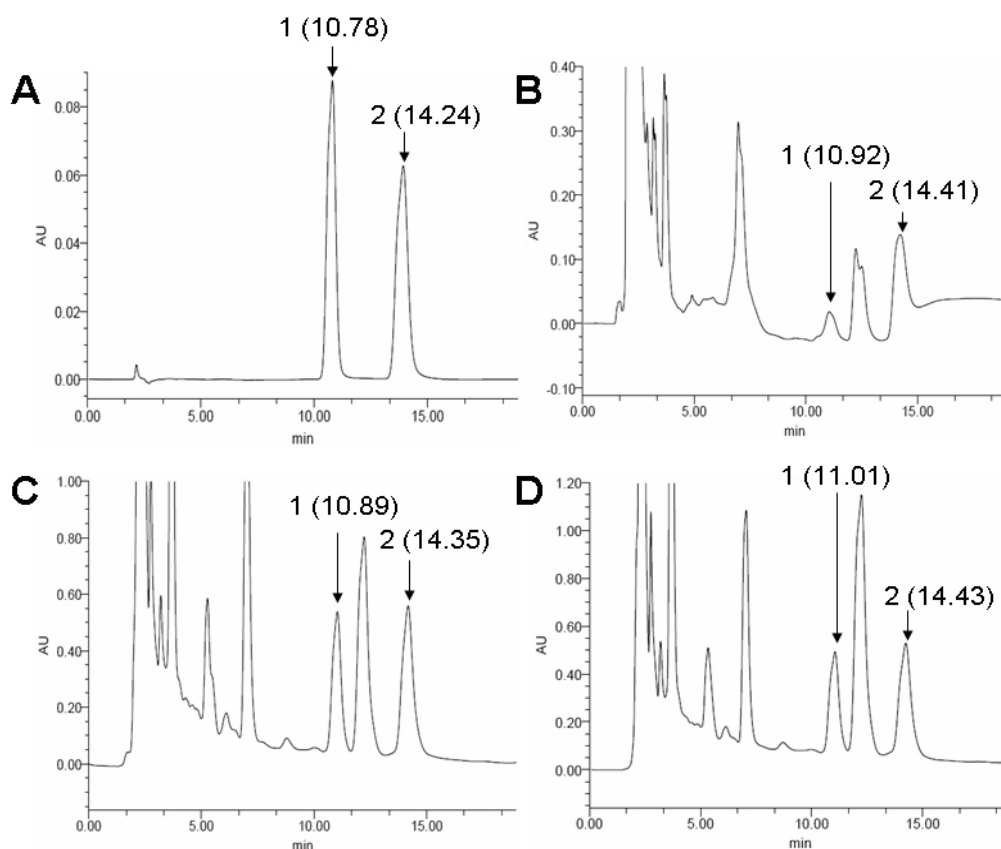 A
1 (10.78)
2 (14.24)
AU
0.08
0.06
0.04
0.02
0.00
0.00 5.00 10.00 15.00
min
B
1 (10.92)
2 (14.41)
AU
0.40
0.30
0.20
0.10
0.00
-0.10
0.00 5.00 10.00 15.00
min
C
1 (10.89)
2 (14.35)
AU
1.00
0.80
0.60
0.40
0.20
0.00
0.00 5.00 10.00 15.00
min
D
1 (11.01)
2 (14.43)
AU
1.20
1.00
0.80
0.60
0.40
0.20
0.00
0.00 5.00 10.00 15.00
min